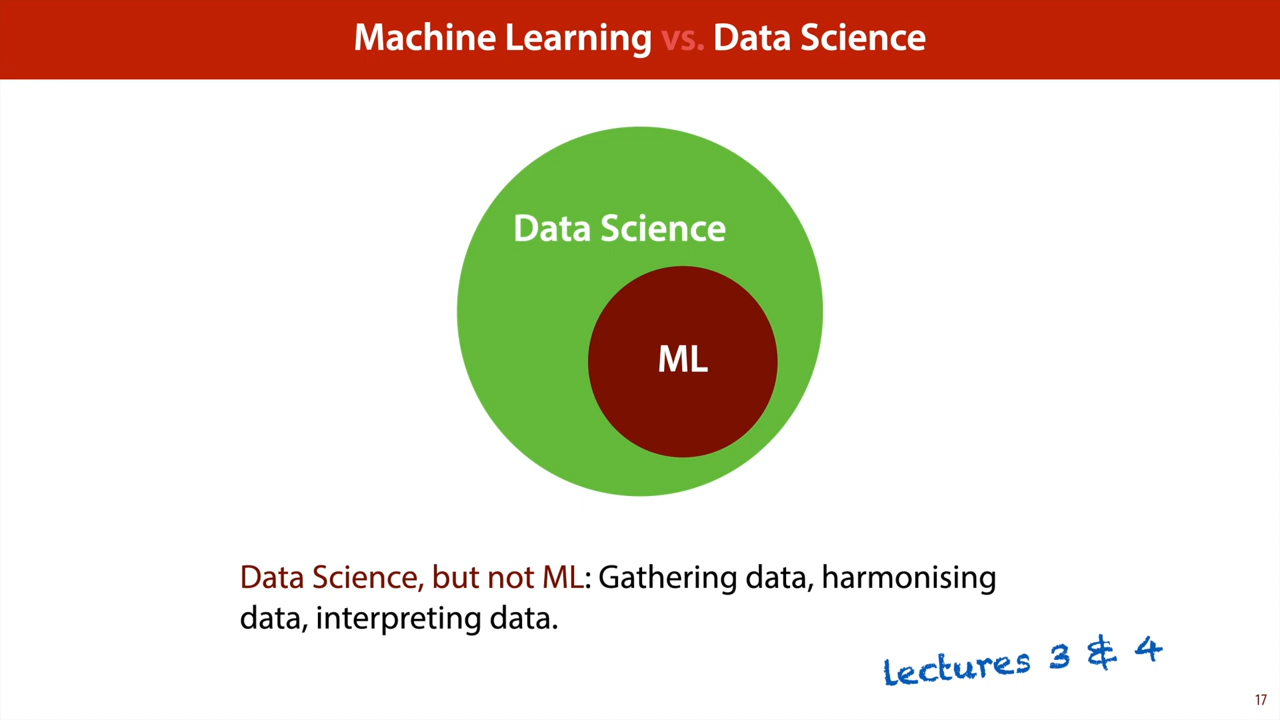 Machine Learning vs. Data Science
Data Science
ML
Data Science, but not ML: Gathering data, harmonising
data, interpreting data.
lectures 3 & 4
17